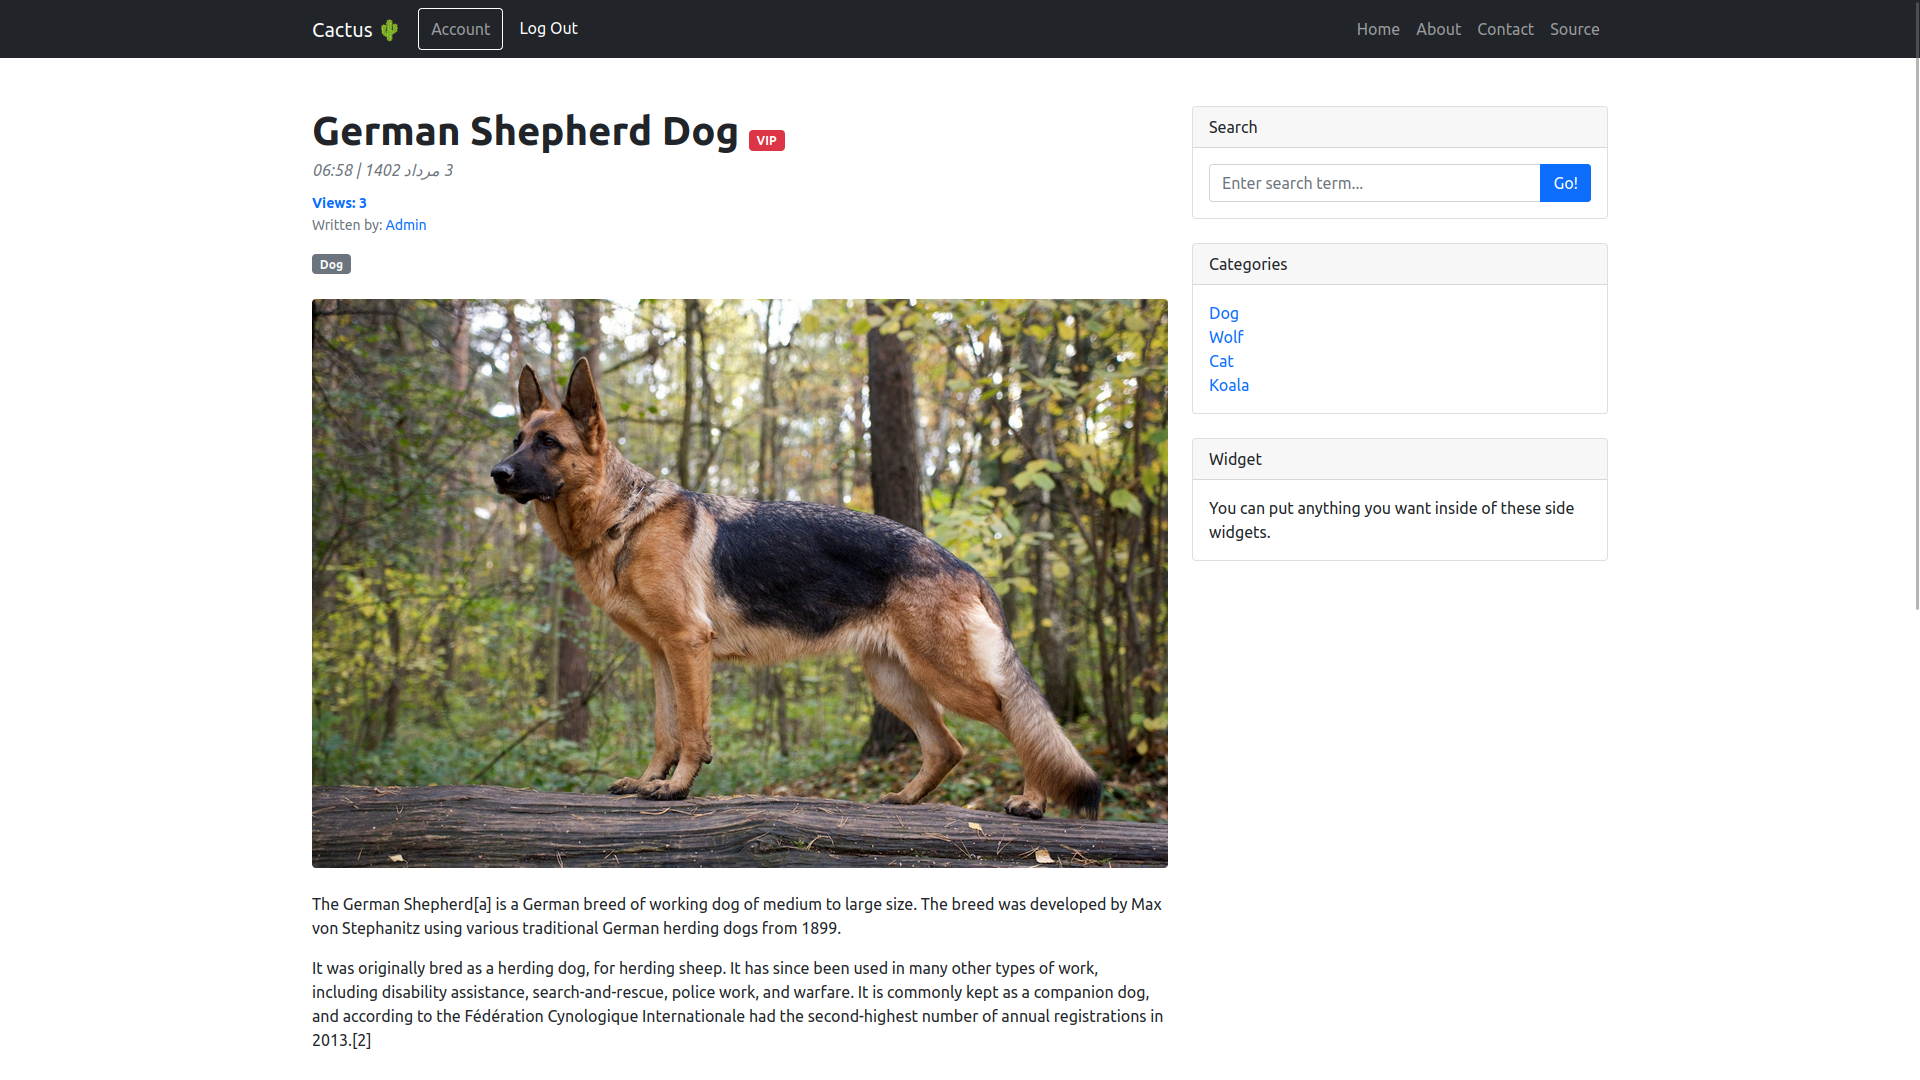 Cactus 🌵 Account Log Out Home About Contact Source
German Shepherd Dog VIP
3 مرداد 1402 | 06:58
Views: 3
Written by: Admin
Dog
The German Shepherd[a] is a German breed of working dog of medium to large size. The breed was developed by Max
von Stephanitz using various traditional German herding dogs from 1899.
It was originally bred as a herding dog, for herding sheep. It has since been used in many other types of work,
including disability assistance, search-and-rescue, police work, and warfare. It is commonly kept as a companion dog,
and according to the Fédération Cynologique Internationale had the second-highest number of annual registrations in
2013.[2]
Search
Enter search term...
Go!
Categories
Dog
Wolf
Cat
Koala
Widget
You can put anything you want inside of these side
widgets.